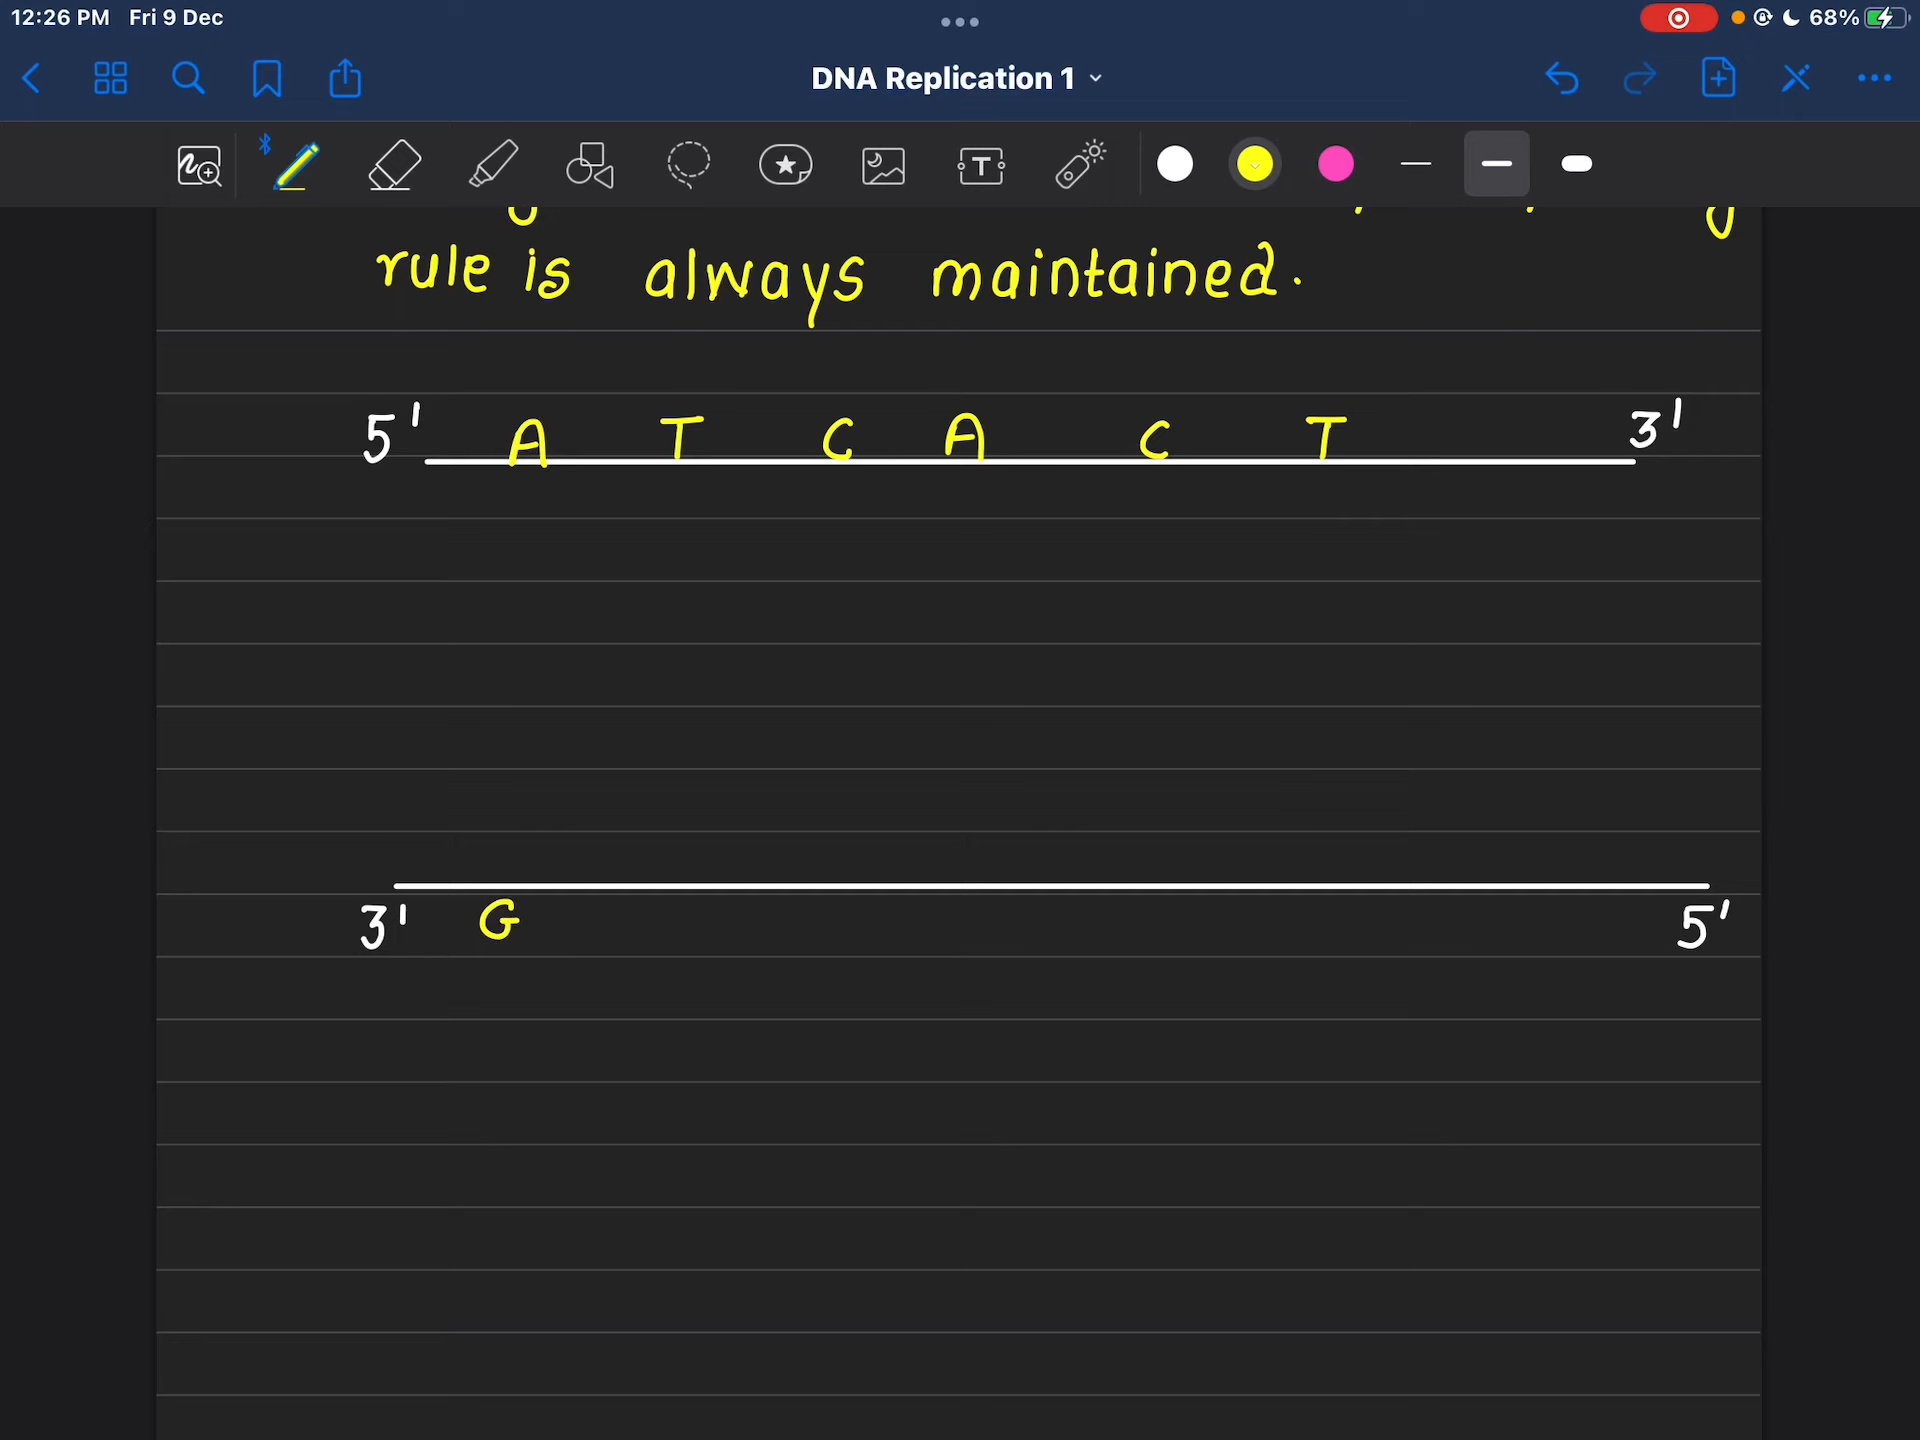 12:26 PM Fri 9 Dec 68%
DNA Replication 1
T
rule is always maintained.
5' A T C A C T 3'
3' G 5'